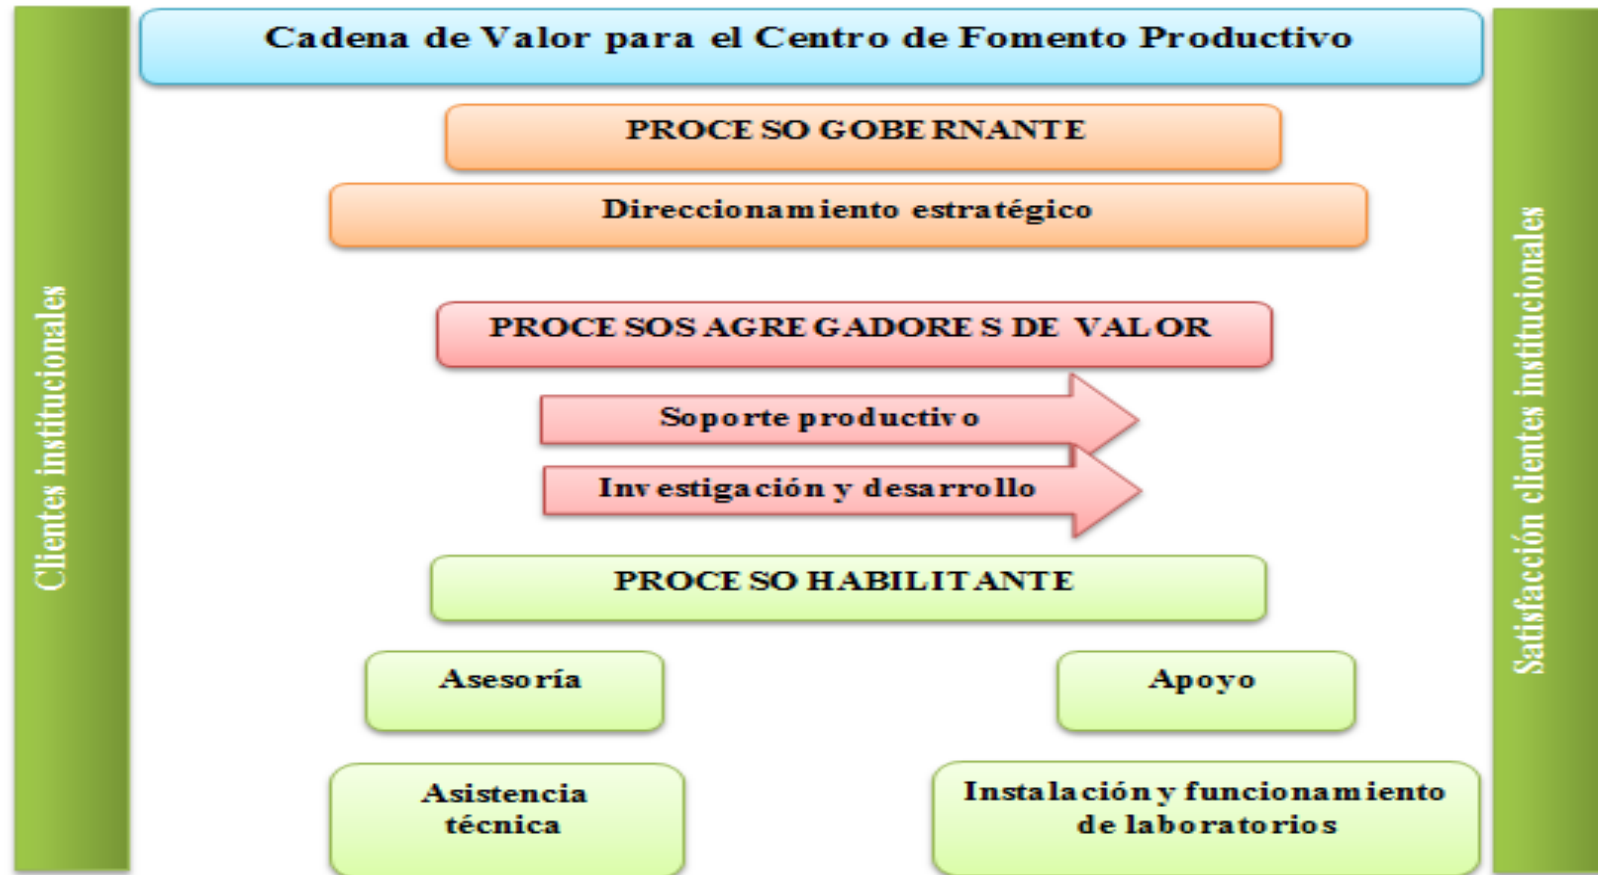 Cadena de Valor para el Centro de Fomento Productivo
PROCESO GOBERNANTE
Direccionamiento estratégico
PROCESOS AGREGADORES DE VALOR
Soporte productivo
Investigación y desarrollo
PROCESO HABILITANTE
Asesoría
Apoyo
Asistencia
técnica
Instalación y funcionamiento
de laboratorios
Clientes institucionales
Satisfacción clientes institucionales